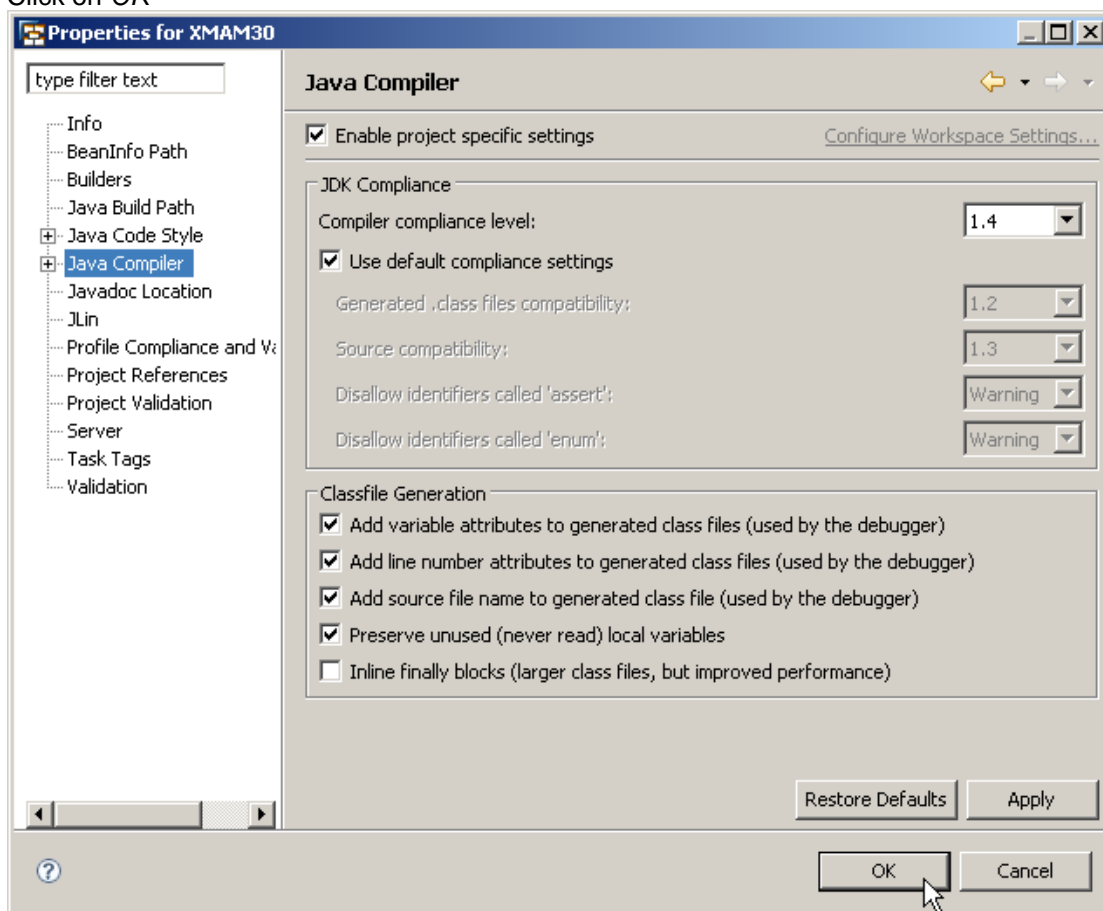 Click on OK
Properties for XMAM30
type filter text
Java Compiler
Info
BeanInfo Path
Builders
Java Build Path
Java Code Style
Java Compiler
Javadoc Location
JLin
Profile Compliance and Va
Project References
Project Validation
Server
Task Tags
Validation
Enable project specific settings
Configure Workspace Settings...
JDK Compliance
Compiler compliance level: 1.4
Use default compliance settings
Generated .class files compatibility: 1.2
Source compatibility: 1.3
Disallow identifiers called 'assert': Warning
Disallow identifiers called 'enum': Warning
Classfile Generation
Add variable attributes to generated class files (used by the debugger)
Add line number attributes to generated class files (used by the debugger)
Add source file name to generated class file (used by the debugger)
Preserve unused (never read) local variables
Inline finally blocks (larger class files, but improved performance)
Restore Defaults
Apply
OK
Cancel